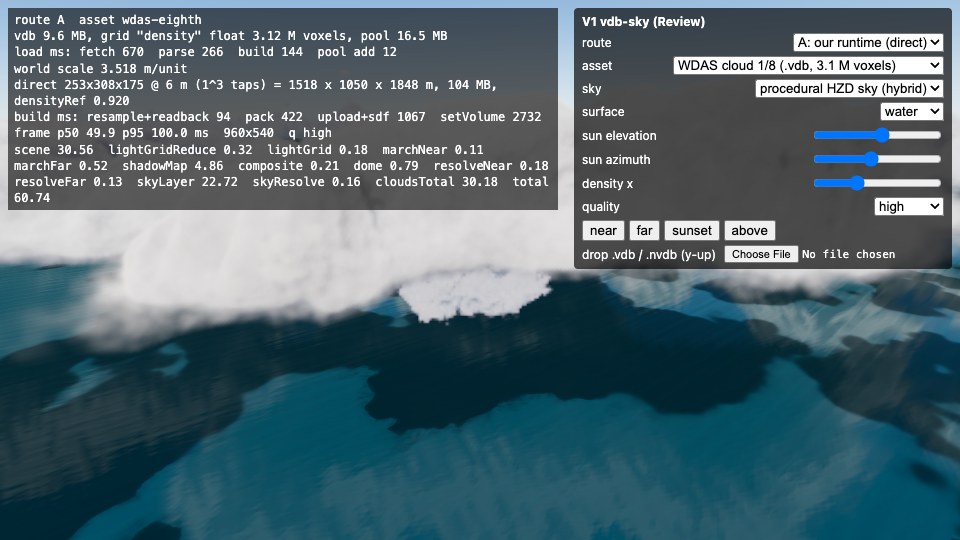 route A  asset wdas-eighth
vdb 9.6 MB, grid "density" float 3.12 M voxels, pool 16.5 MB
load ms: fetch 670  parse 266  build 144  pool add 12
world scale 3.518 m/unit
direct 253x308x175 @ 6 m (1^3 taps) = 1518 x 1050 x 1848 m, 104 MB,
densityRef 0.920
build ms: resample+readback 94  pack 422  upload+sdf 1067  setVolume 2732
frame p50 49.9 p95 100.0 ms  960x540  q high
scene 30.56  lightGridReduce 0.32  lightGrid 0.18  marchNear 0.11
marchFar 0.52  shadowMap 4.86  composite 0.21  dome 0.79  resolveNear 0.18
resolveFar 0.13  skyLayer 22.72  skyResolve 0.16  cloudsTotal 30.18  total
60.74
V1 vdb-sky (Review)
route A: our runtime (direct)
asset WDAS cloud 1/8 (.vdb, 3.1 M voxels)
sky procedural HZD sky (hybrid)
surface water
sun elevation
sun azimuth
density x
quality high
near far sunset above
drop .vdb / .nvdb (y-up) Choose File No file chosen